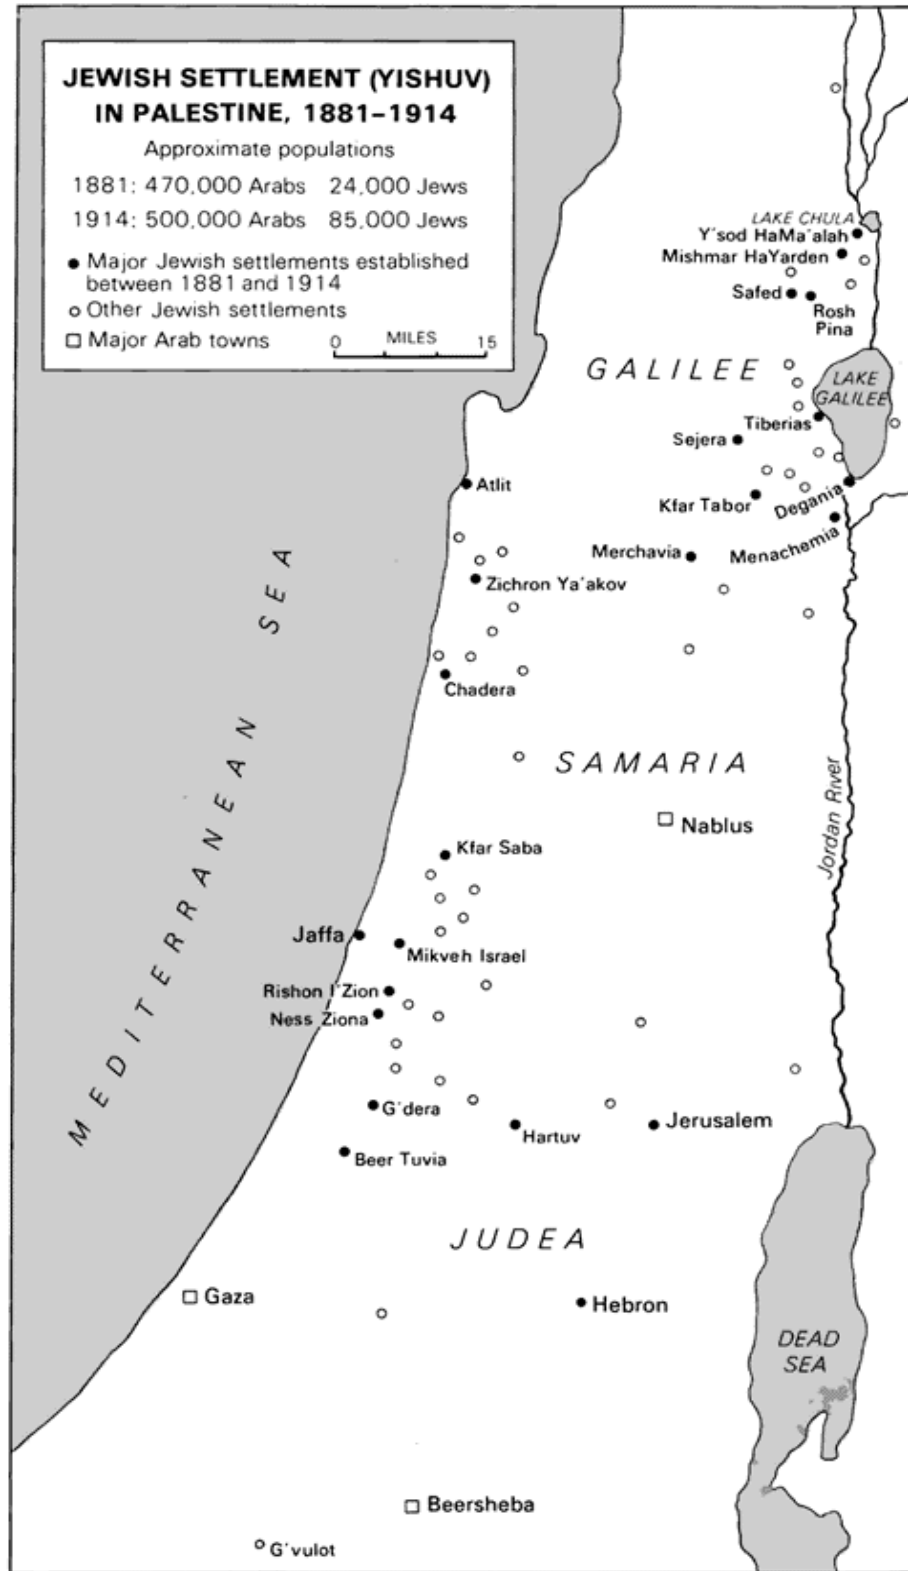 JEWISH SETTLEMENT (YISHUV)
IN PALESTINE, 1881–1914
Approximate populations
1881: 470,000 Arabs 24,000 Jews
1914: 500,000 Arabs 85,000 Jews
Major Jewish settlements established
between 1881 and 1914
Other Jewish settlements
Major Arab towns
0 MILES 15
LAKE CHULA
Y'sod HaMa'alah
Mishmar HaYarden
Safed
Rosh
Pina
GALILEE
LAKE
GALILEE
Tiberias
Sejera
Atlit
Kfar Tabor
Degania
Menachemia
Merchavia
Zichron Ya'akov
Chadera
MEDITERRANEAN SEA
SAMARIA
Nablus
Jordan River
Kfar Saba
Jaffa
Mikveh Israel
Rishon l'Zion
Ness Ziona
G'dera
Hartuv
Jerusalem
Beer Tuvia
JUDEA
Gaza
Hebron
DEAD
SEA
Beersheba
G'vulot